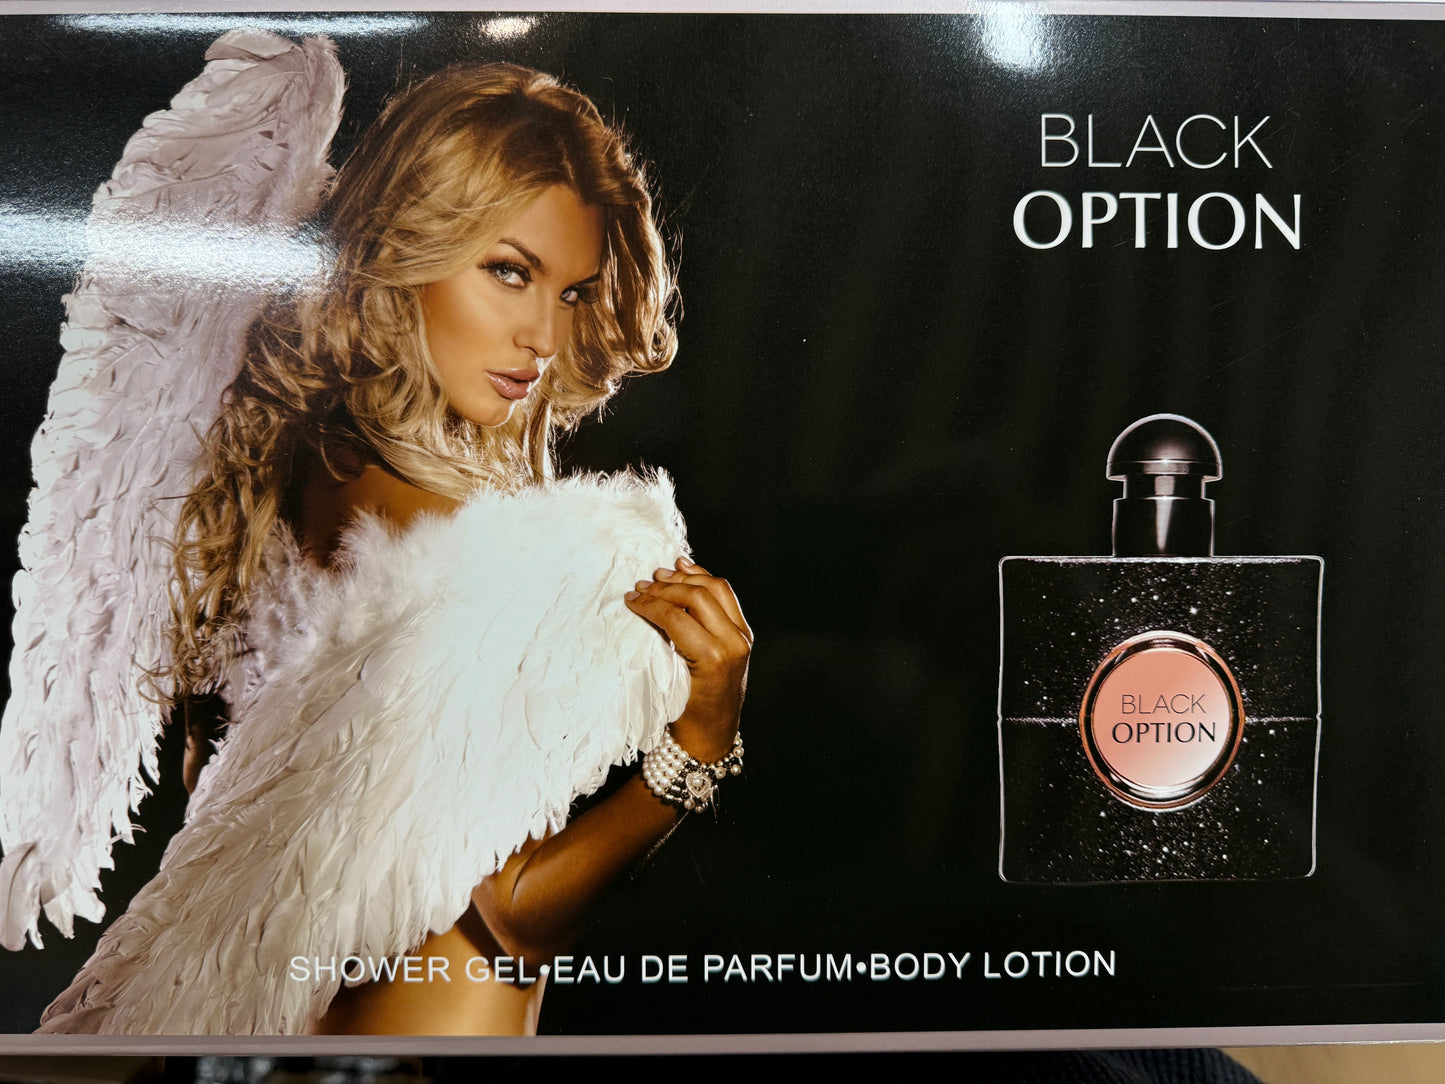 BLACK
OPTION
BLACK
OPTION
SHOWER GEL•EAU DE PARFUM•BODY LOTION